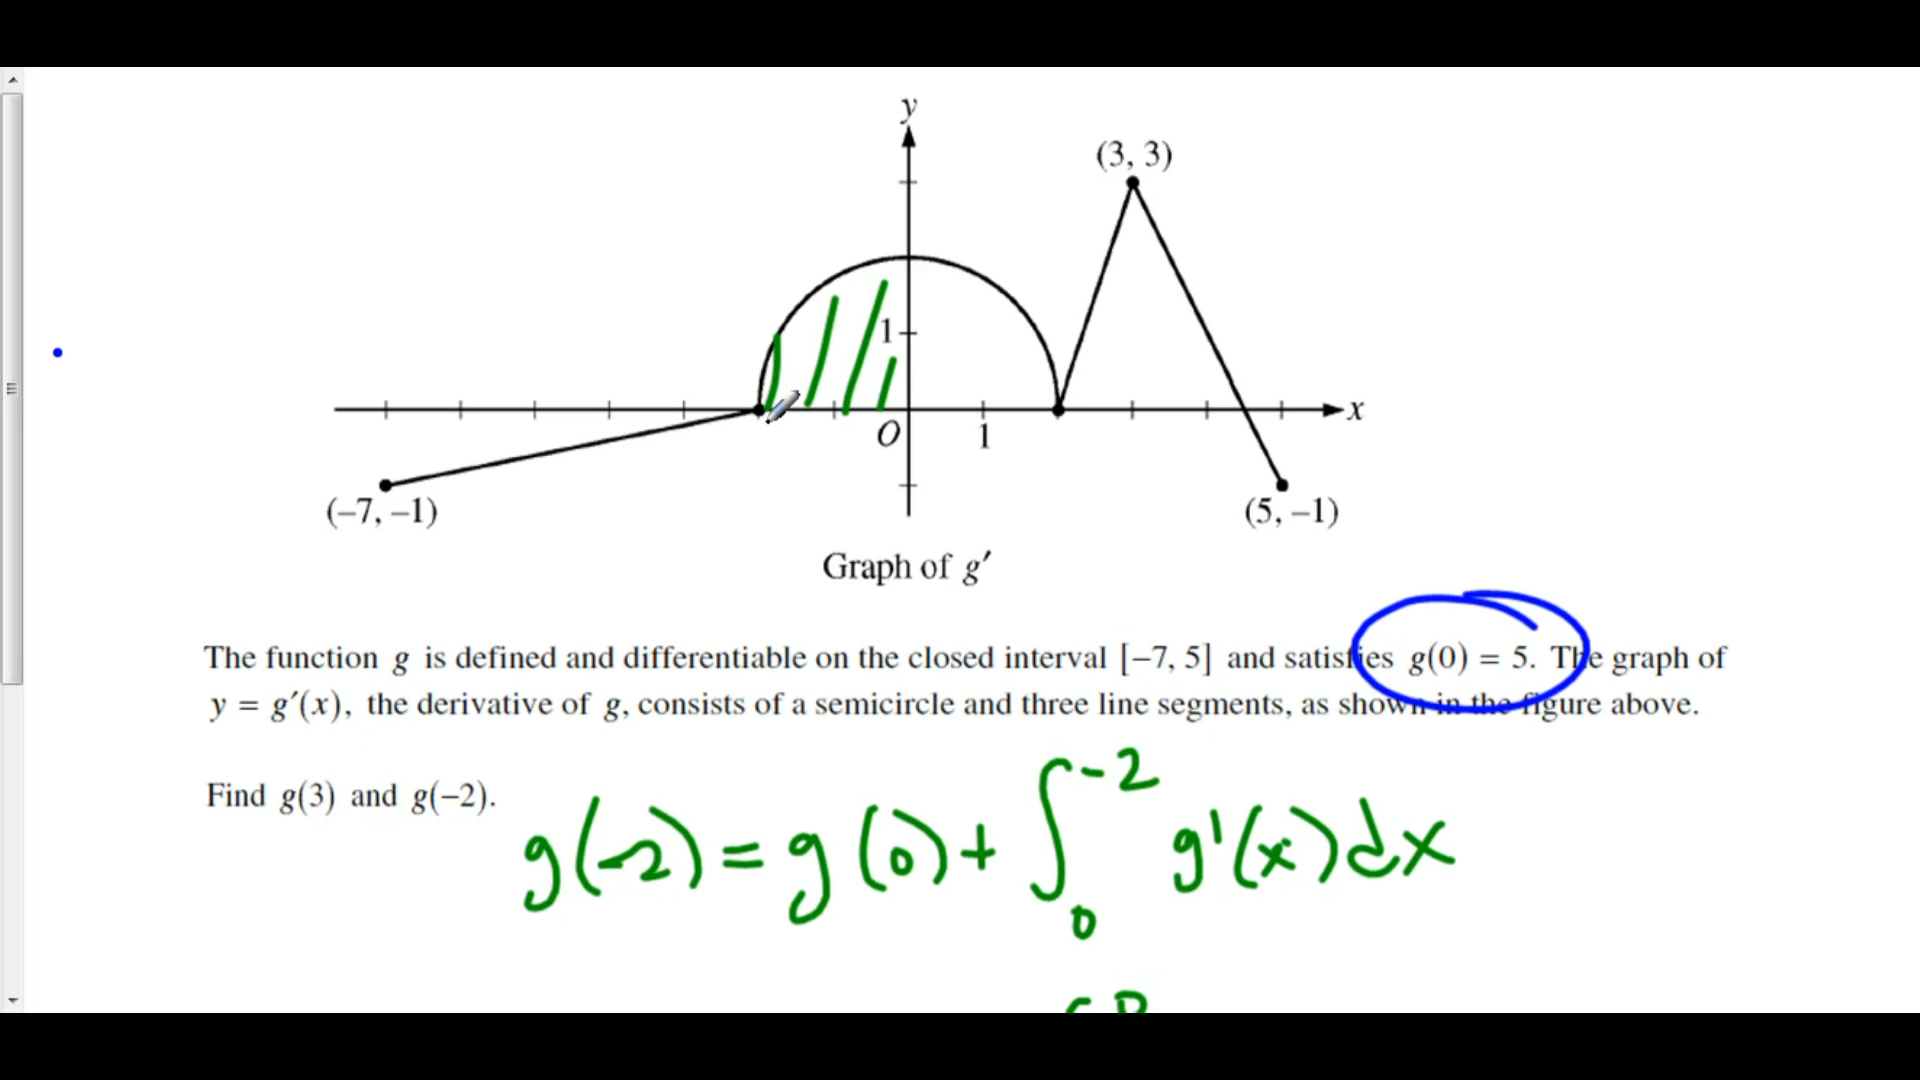 y
(3, 3)
1
x
O
1
(–7, –1)
(5, –1)
Graph of g′
The function g is defined and differentiable on the closed interval [–7, 5] and satisfies g(0) = 5. The graph of
y = g′(x), the derivative of g, consists of a semicircle and three line segments, as shown in the figure above.
Find g(3) and g(–2).
g(-2) = g(0) + ∫₀⁻² g'(x)dx